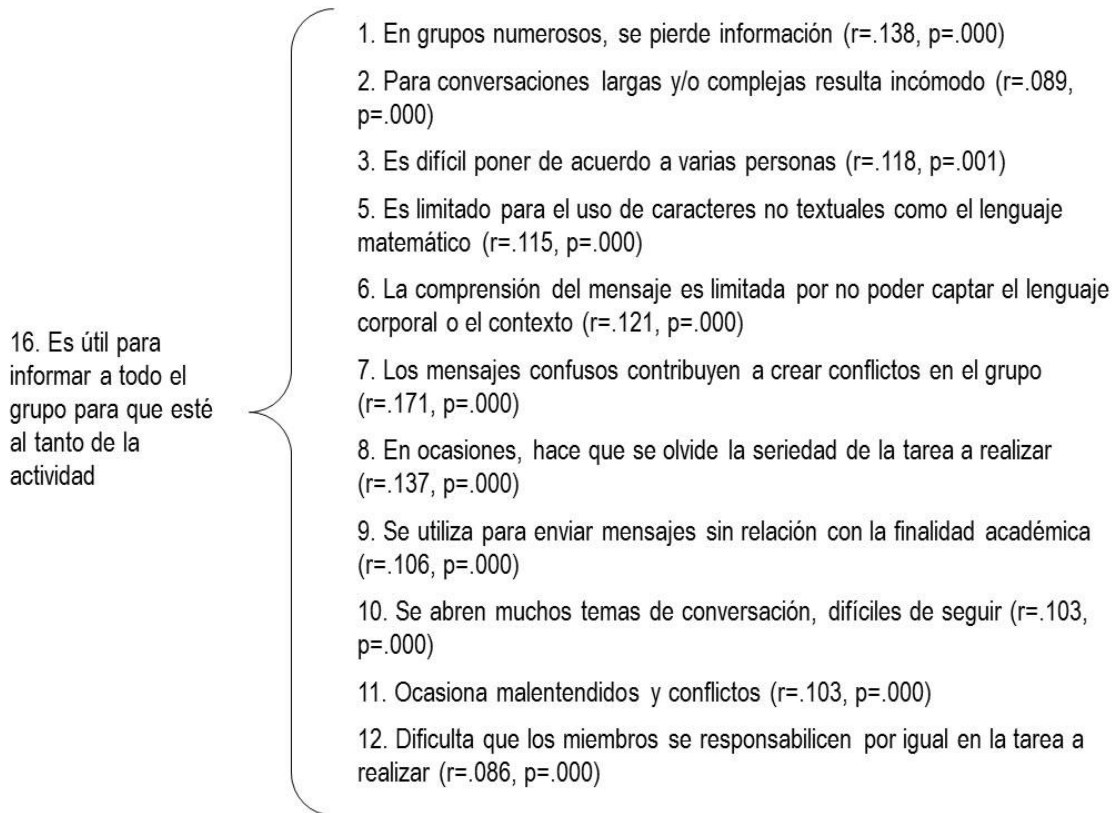 16. Es útil para
informar a todo el
grupo para que esté
al tanto de la
actividad
1. En grupos numerosos, se pierde información (r=.138, p=.000)
2. Para conversaciones largas y/o complejas resulta incómodo (r=.089,
p=.000)
3. Es difícil poner de acuerdo a varias personas (r=.118, p=.001)
5. Es limitado para el uso de caracteres no textuales como el lenguaje
matemático (r=.115, p=.000)
6. La comprensión del mensaje es limitada por no poder captar el lenguaje
corporal o el contexto (r=.121, p=.000)
7. Los mensajes confusos contribuyen a crear conflictos en el grupo
(r=.171, p=.000)
8. En ocasiones, hace que se olvide la seriedad de la tarea a realizar
(r=.137, p=.000)
9. Se utiliza para enviar mensajes sin relación con la finalidad académica
(r=.106, p=.000)
10. Se abren muchos temas de conversación, difíciles de seguir (r=.103,
p=.000)
11. Ocasiona malentendidos y conflictos (r=.103, p=.000)
12. Dificulta que los miembros se responsabilicen por igual en la tarea a
realizar (r=.086, p=.000)